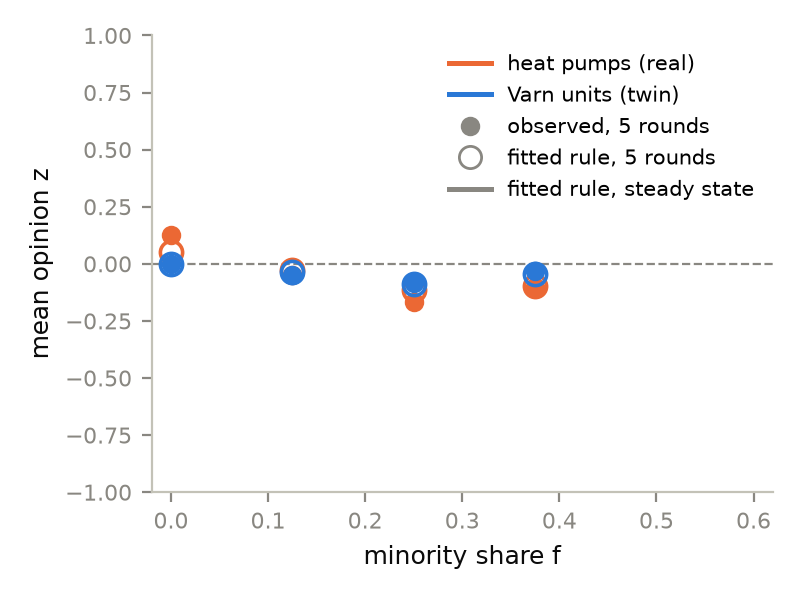 1.00
0.75
0.50
0.25
0.00
−0.25
−0.50
−0.75
−1.00
mean opinion z
heat pumps (real)
Varn units (twin)
observed, 5 rounds
fitted rule, 5 rounds
fitted rule, steady state
0.0 0.1 0.2 0.3 0.4 0.5 0.6
minority share f